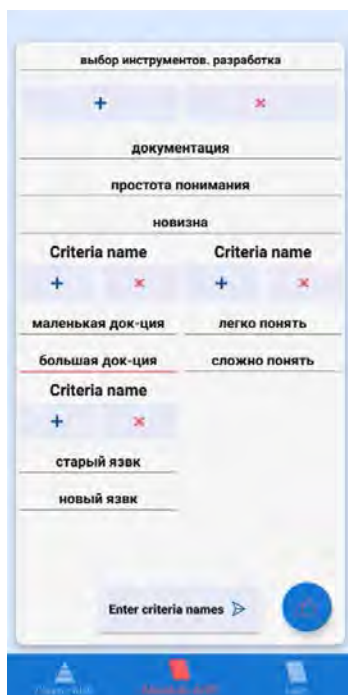 выбор инструментов. разработка
+ ×
документация
простота понимания
новизна
Criteria name Criteria name
+ × + ×
маленькая док-ция легко понять
большая док-ция сложно понять
Criteria name
+ ×
старый язвк
новый язвк
Enter criteria names